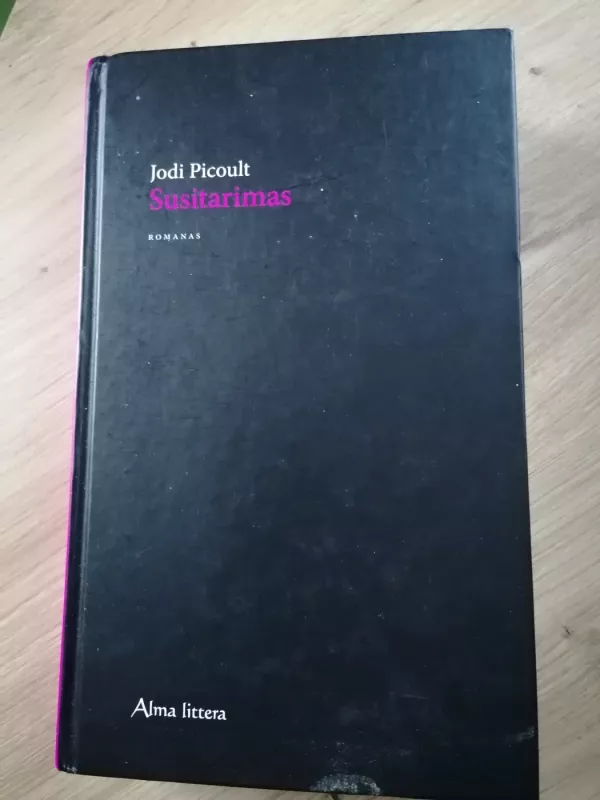 Jodi Picoult
Susitarimas
ROMANAS
Alma littera